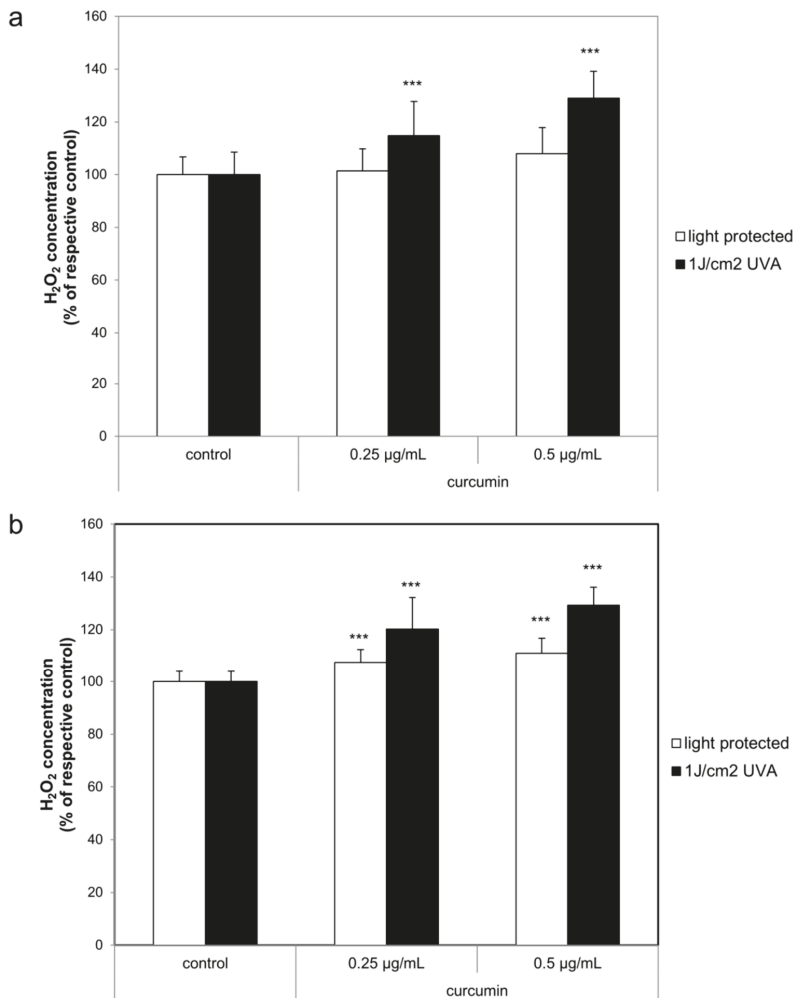 a
160
140
120
100
80
60
40
20
0
H2O2 concentration
(% of respective control)
***
***
light protected
1J/cm2 UVA
control
0.25 µg/mL
0.5 µg/mL
curcumin
b
160
140
120
100
80
60
40
20
0
H2O2 concentration
(% of respective control)
***
***
***
***
light protected
1J/cm2 UVA
control
0.25 µg/mL
0.5 µg/mL
curcumin